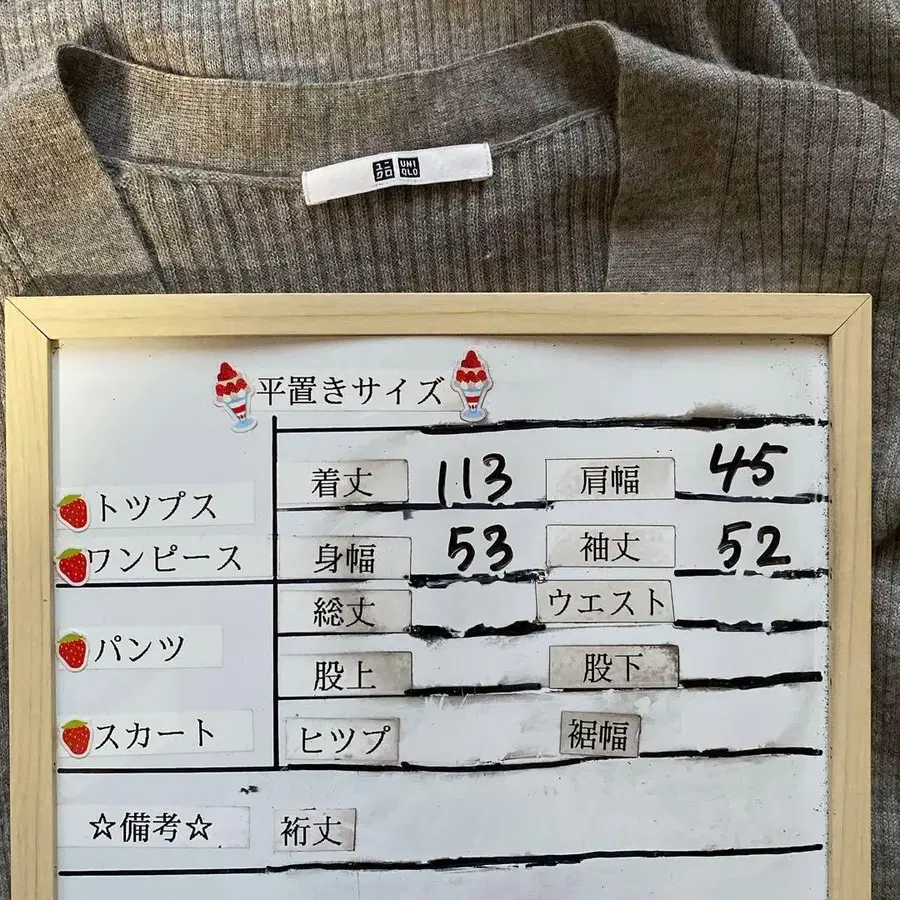 ユニクロ UNIQLO
平置きサイズ
トップス
着丈 113 肩幅 45
ワンピース
身幅 53 袖丈 52
総丈 ウエスト
パンツ
股上 股下
スカート
ヒップ 裾幅
☆備考☆ 裄丈